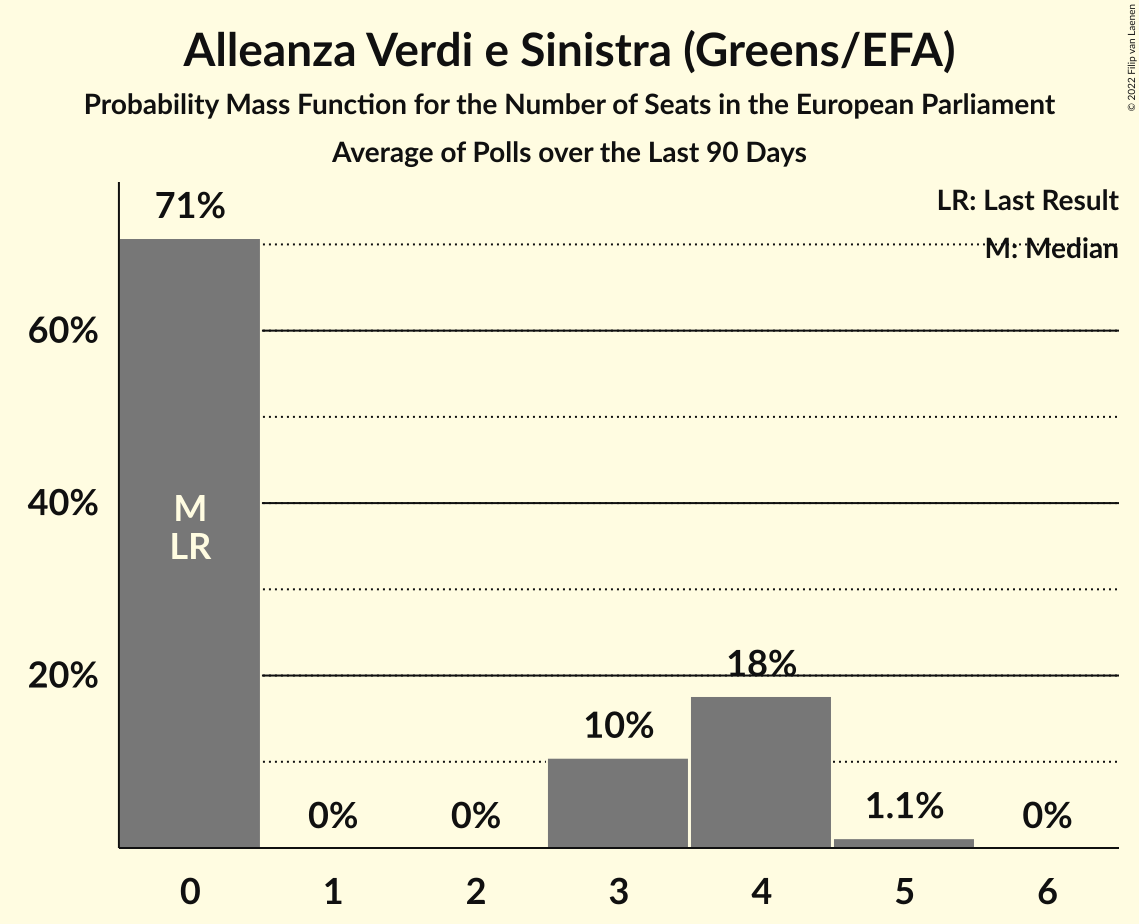 Alleanza Verdi e Sinistra (Greens/EFA)
Probability Mass Function for the Number of Seats in the European Parliament
Average of Polls over the Last 90 Days
© 2022 Filip van Laenen
LR: Last Result
M: Median
71%
60%
40%
20%
M
LR
0%
0%
10%
18%
1.1%
0%
0
1
2
3
4
5
6